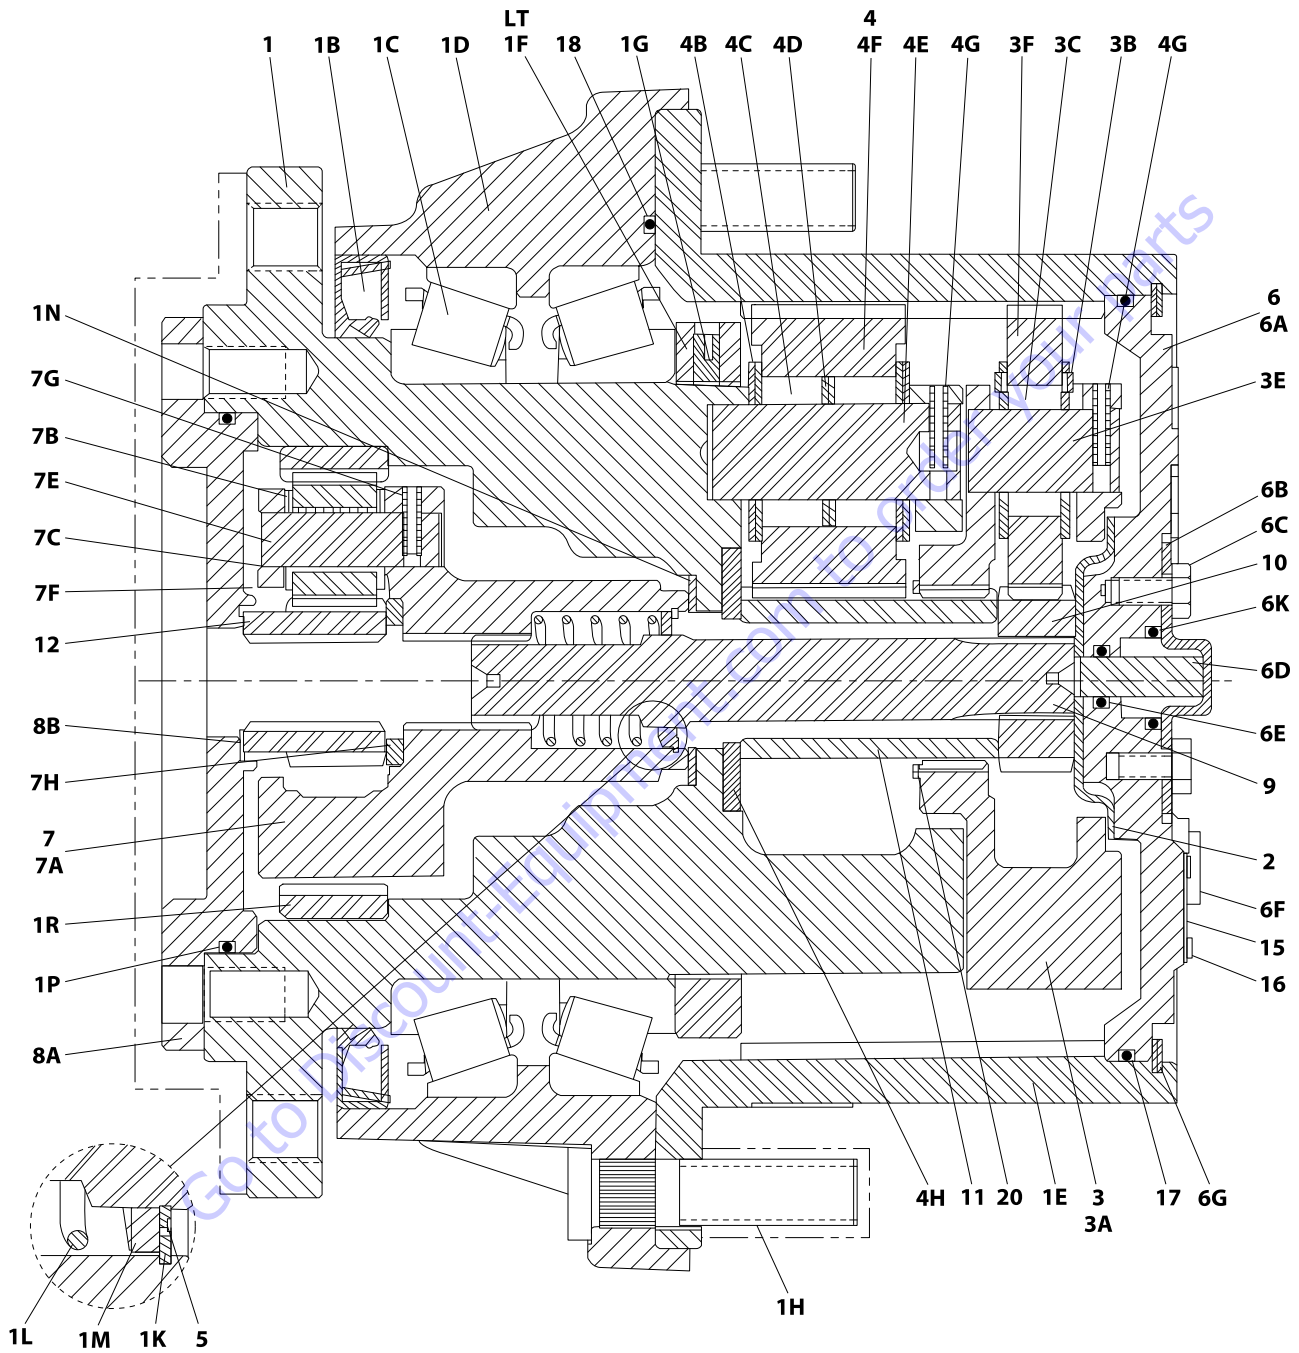 LT 4
1 1B 1C 1D 1F 18 1G 4B 4C 4D 4F 4E 4G 3F 3C 3B 4G
1N
7G
7B
7E
7C
7F
12
8B
7H
7
7A
1R
1P
8A
6
6A
3E
6B
6C
10
6K
6D
6E
9
2
6F
15
16
4H 11 20 1E 3 17 6G
3A
1H
1L 1M 1K 5
Go to Discount-Equipment.com to order your parts